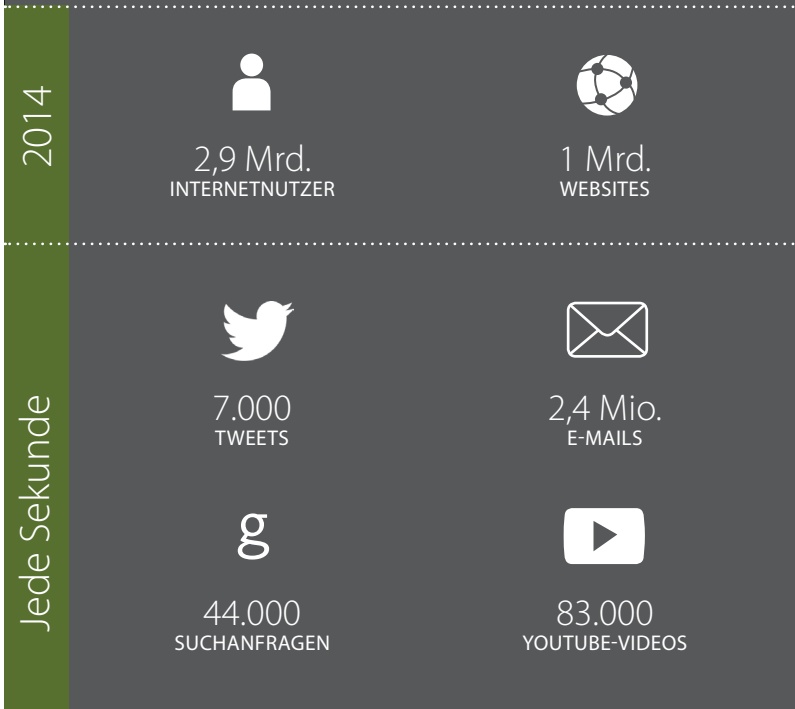 2014
2,9 Mrd.
INTERNETNUTZER
1 Mrd.
WEBSITES
Jede Sekunde
7.000
TWEETS
2,4 Mio.
E-MAILS
g
44.000
SUCHANFRAGEN
83.000
YOUTUBE-VIDEOS